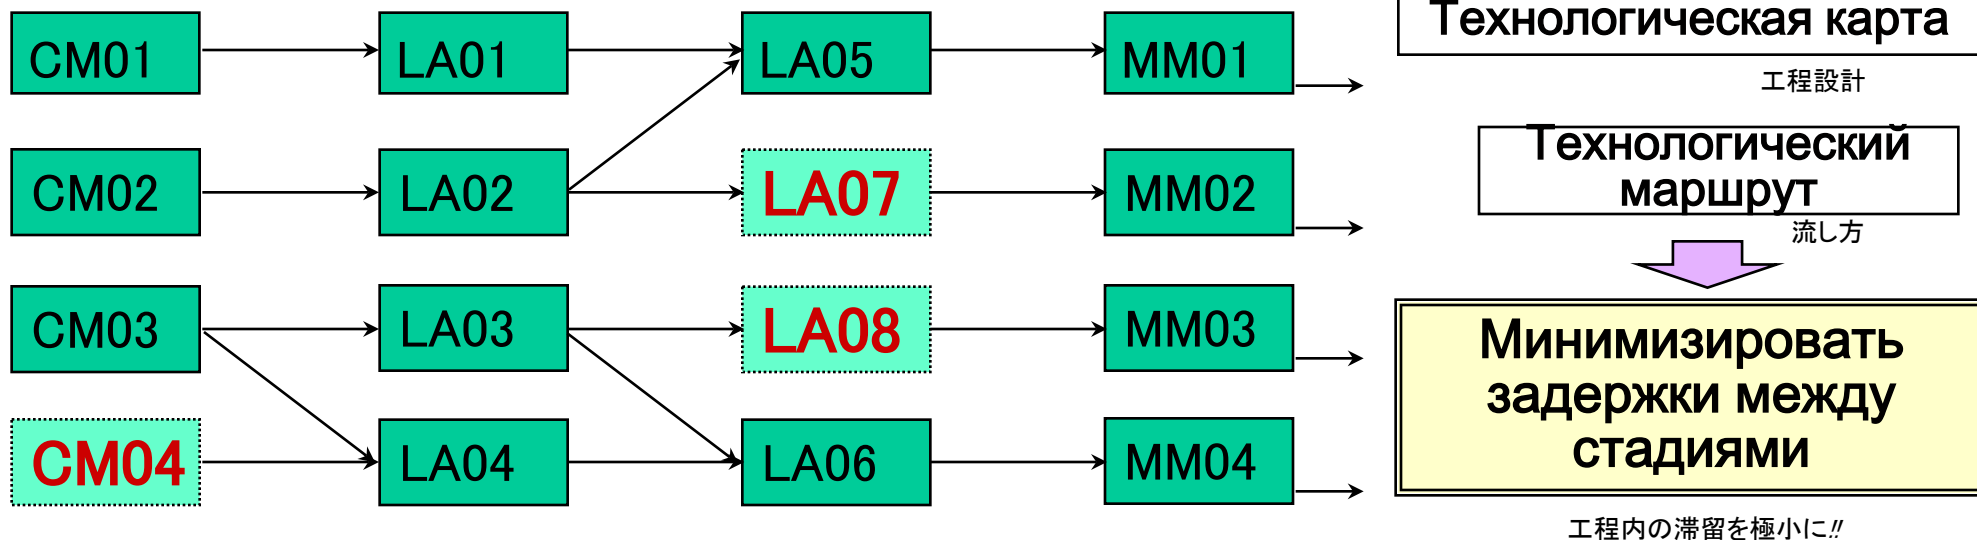 CM01
LA01
LA05
MM01
CM02
LA02
LA07
MM02
CM03
LA03
LA08
MM03
CM04
LA04
LA06
MM04
Технологическая карта
工程設計
Технологический
маршрут
流し方
Минимизировать
задержки между
стадиями
工程内の滞留を極小に!!